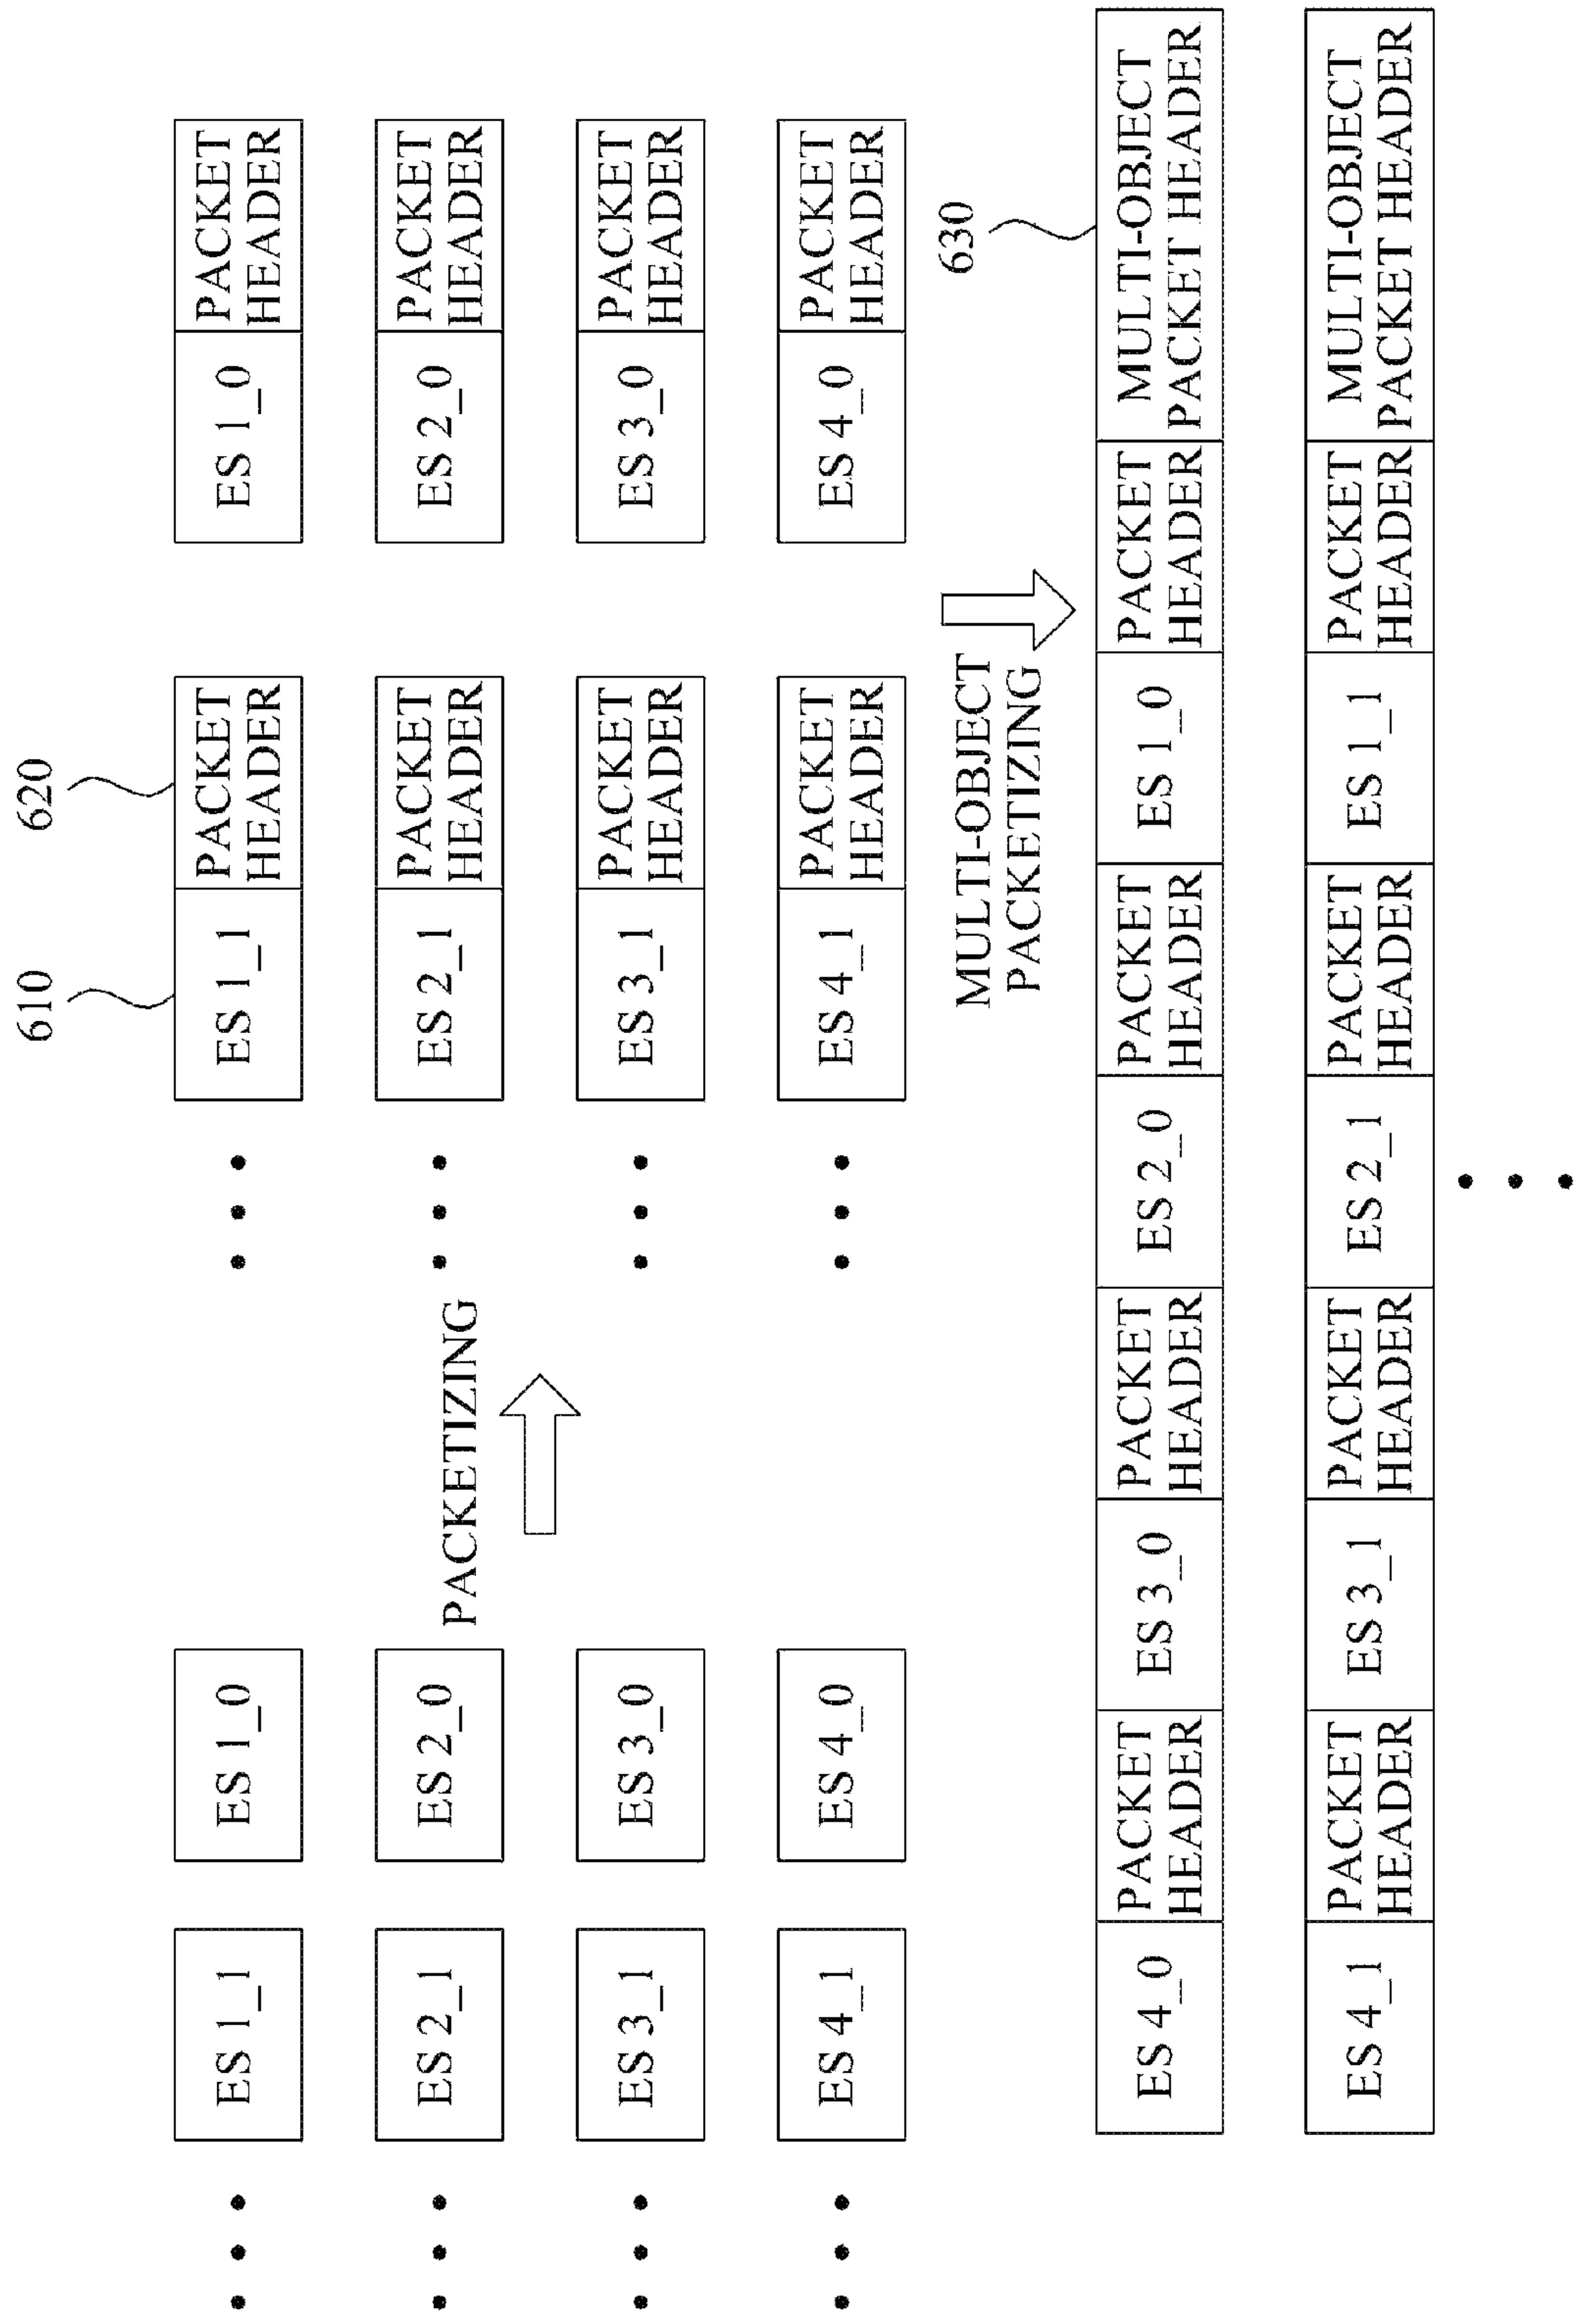 610
620
ES 1_1
ES 1_0
ES 1_1
PACKET
HEADER
ES 1_0
PACKET
HEADER
ES 2_1
ES 2_0
PACKETIZING
ES 2_1
PACKET
HEADER
ES 2_0
PACKET
HEADER
ES 3_1
ES 3_0
ES 3_1
PACKET
HEADER
ES 3_0
PACKET
HEADER
ES 4_1
ES 4_0
ES 4_1
PACKET
HEADER
ES 4_0
PACKET
HEADER
MULTI-OBJECT
PACKETIZING
630
ES 4_0
PACKET
HEADER
ES 3_0
PACKET
HEADER
ES 2_0
PACKET
HEADER
ES 1_0
PACKET
HEADER
MULTI-OBJECT
PACKET HEADER
ES 4_1
PACKET
HEADER
ES 3_1
PACKET
HEADER
ES 2_1
PACKET
HEADER
ES 1_1
PACKET
HEADER
MULTI-OBJECT
PACKET HEADER